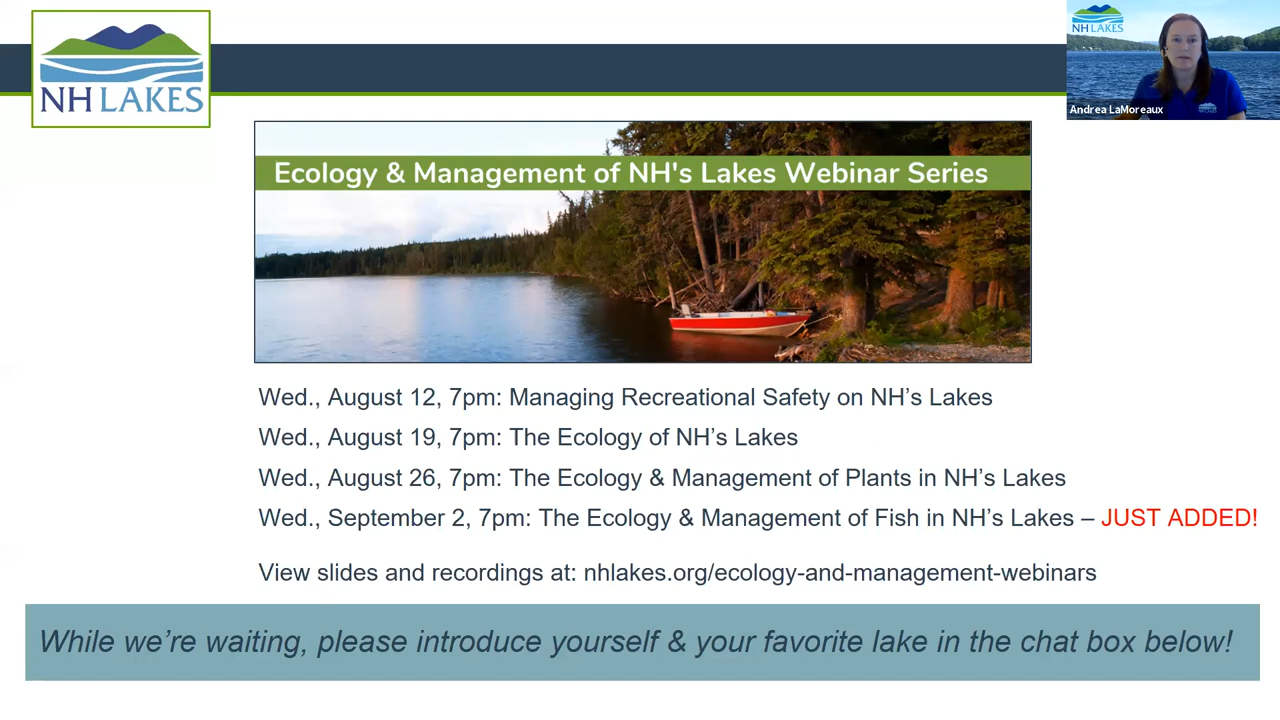 NH LAKES
NH LAKES
Andrea LaMoreaux
Ecology & Management of NH's Lakes Webinar Series
Wed., August 12, 7pm: Managing Recreational Safety on NH’s Lakes
Wed., August 19, 7pm: The Ecology of NH’s Lakes
Wed., August 26, 7pm: The Ecology & Management of Plants in NH’s Lakes
Wed., September 2, 7pm: The Ecology & Management of Fish in NH’s Lakes – JUST ADDED!
View slides and recordings at: nhlakes.org/ecology-and-management-webinars
While we’re waiting, please introduce yourself & your favorite lake in the chat box below!